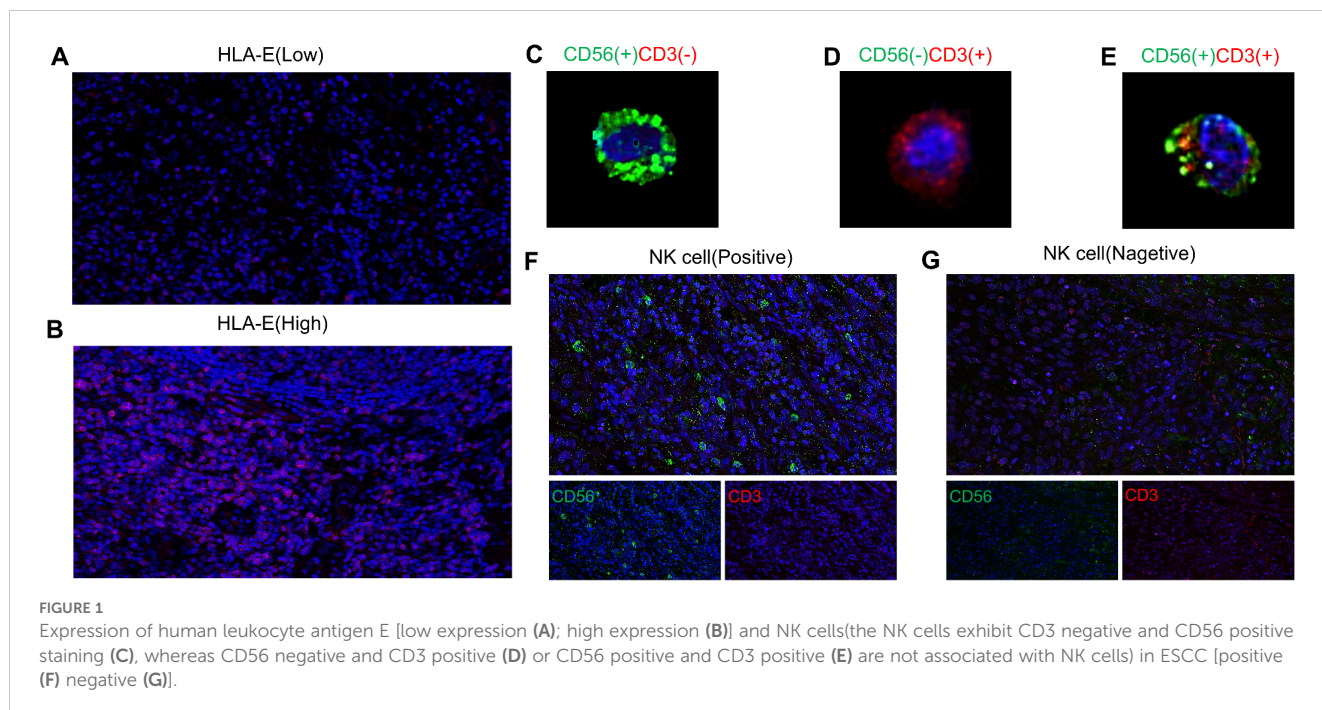 A
HLA-E(Low)
B
HLA-E(High)
C
CD56(+)CD3(-)
D
CD56(-)CD3(+)
E
CD56(+)CD3(+)
F
NK cell(Positive)
CD56
CD3
G
NK cell(Nagetive)
CD56
CD3
FIGURE 1
Expression of human leukocyte antigen E [low expression (A); high expression (B)] and NK cells(the NK cells exhibit CD3 negative and CD56 positive
staining (C), whereas CD56 negative and CD3 positive (D) or CD56 positive and CD3 positive (E) are not associated with NK cells) in ESCC [positive
(F) negative (G)].